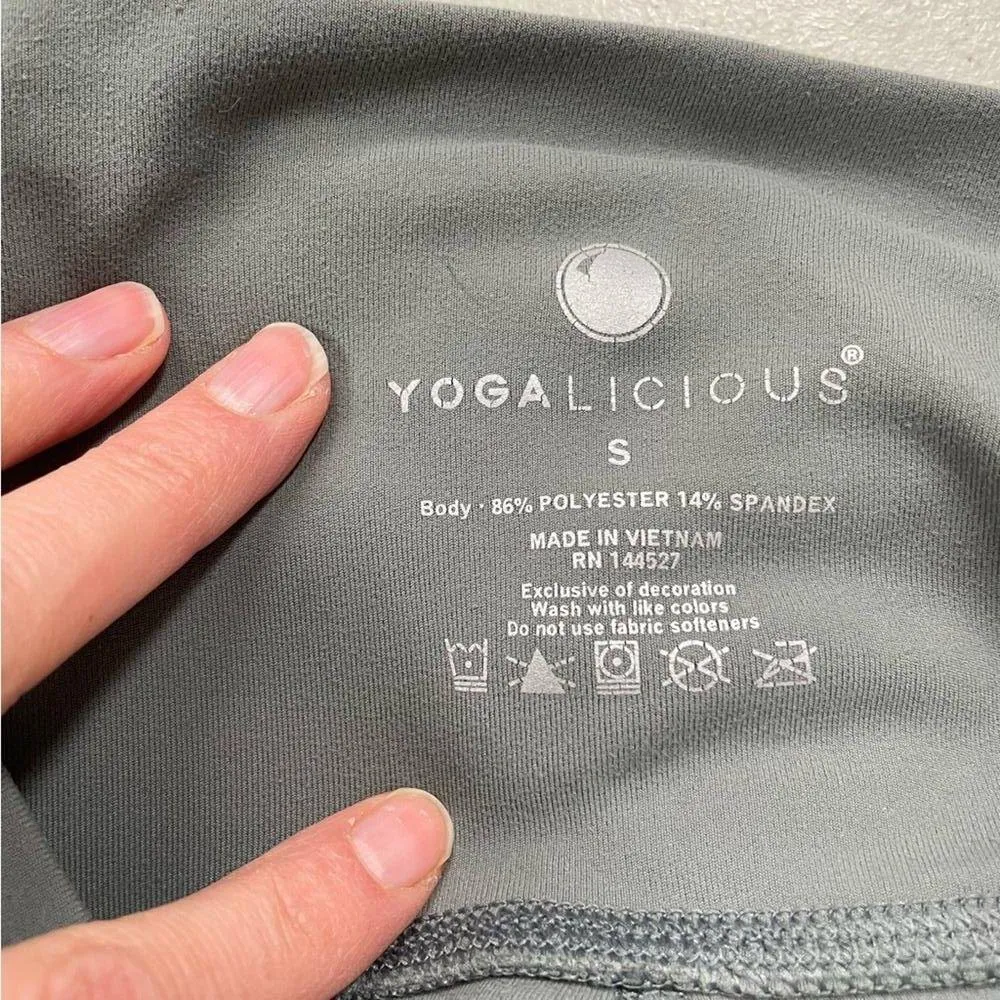 YOGALICIOUS®
S
Body · 86% POLYESTER 14% SPANDEX
MADE IN VIETNAM
RN 144527
Exclusive of decoration
Wash with like colors
Do not use fabric softeners